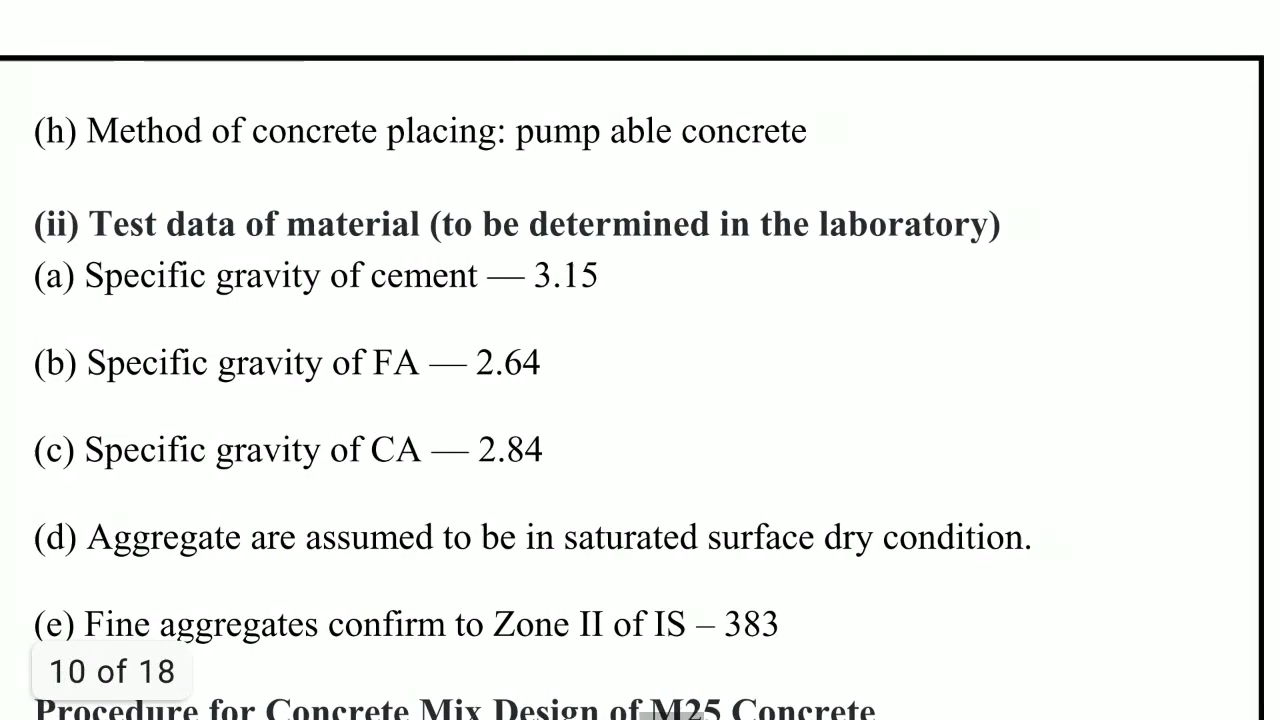 (h) Method of concrete placing: pump able concrete
(ii) Test data of material (to be determined in the laboratory)
(a) Specific gravity of cement — 3.15
(b) Specific gravity of FA — 2.64
(c) Specific gravity of CA — 2.84
(d) Aggregate are assumed to be in saturated surface dry condition.
(e) Fine aggregates confirm to Zone II of IS – 383
10 of 18
Procedure for Concrete Mix Design of M25 Concrete